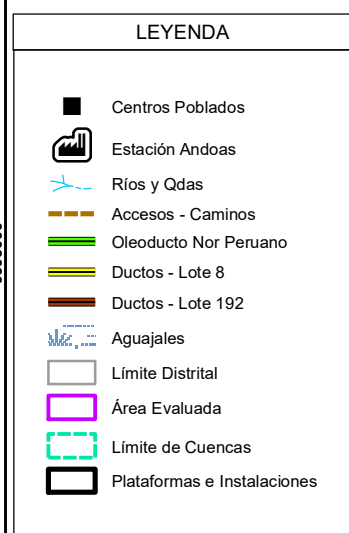 LEYENDA
Centros Poblados
Estación Andoas
Ríos y Qdas
Accesos - Caminos
Oleoducto Nor Peruano
Ductos - Lote 8
Ductos - Lote 192
Aguajales
Límite Distrital
Área Evaluada
Límite de Cuencas
Plataformas e Instalaciones